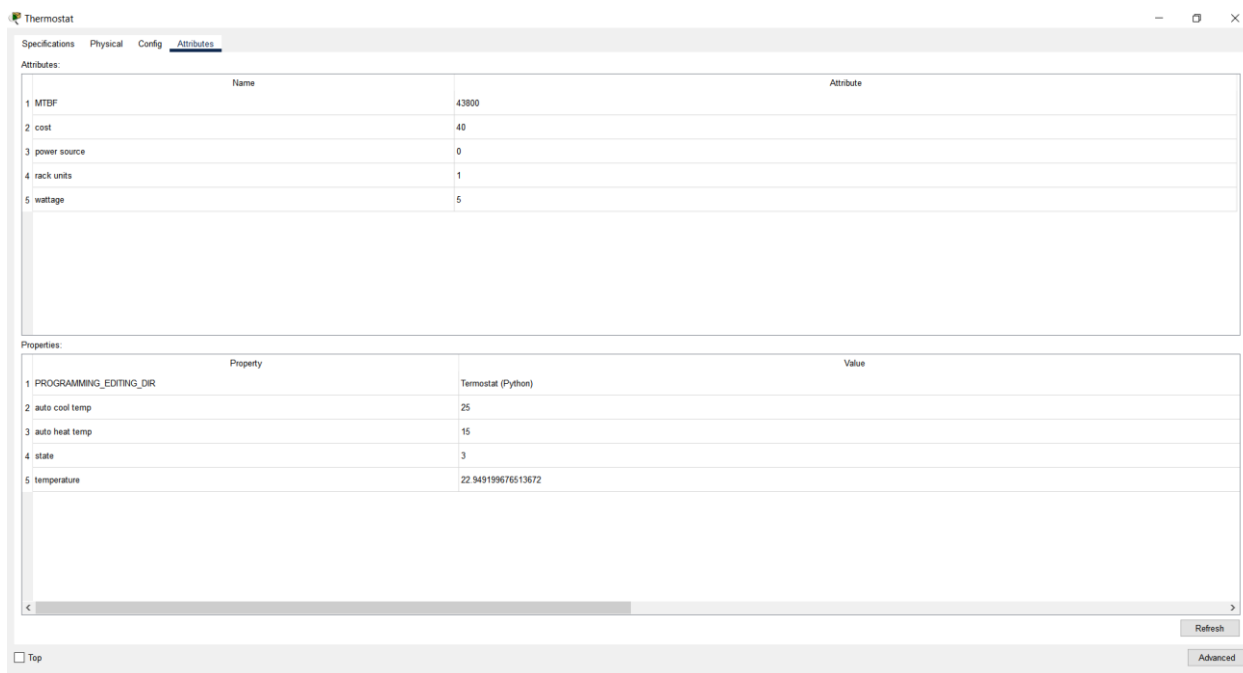 Thermostat
Specifications Physical Config Attributes
Attributes:
Name Attribute
1 MTBF 43800
2 cost 40
3 power source 0
4 rack units 1
5 wattage 5
Properties:
Property Value
1 PROGRAMMING_EDITING_DIR Termostat (Python)
2 auto cool temp 25
3 auto heat temp 15
4 state 3
5 temperature 22.949199676513672
Refresh
Top Advanced